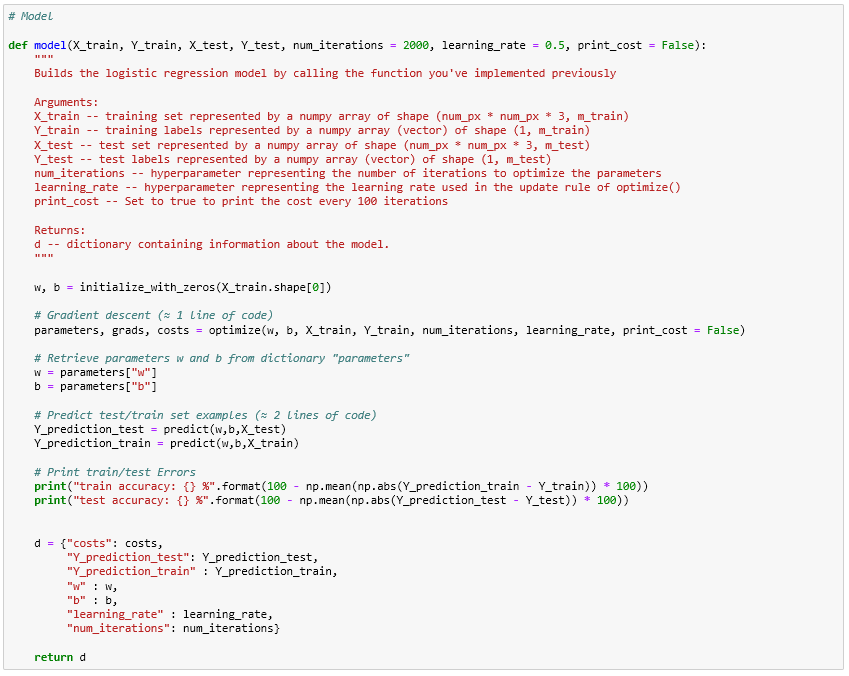 # Model
def model(X_train, Y_train, X_test, Y_test, num_iterations = 2000, learning_rate = 0.5, print_cost = False):
    """
    Builds the logistic regression model by calling the function you've implemented previously

    Arguments:
    X_train -- training set represented by a numpy array of shape (num_px * num_px * 3, m_train)
    Y_train -- training labels represented by a numpy array (vector) of shape (1, m_train)
    X_test -- test set represented by a numpy array of shape (num_px * num_px * 3, m_test)
    Y_test -- test labels represented by a numpy array (vector) of shape (1, m_test)
    num_iterations -- hyperparameter representing the number of iterations to optimize the parameters
    learning_rate -- hyperparameter representing the learning rate used in the update rule of optimize()
    print_cost -- Set to true to print the cost every 100 iterations

    Returns:
    d -- dictionary containing information about the model.
    """

    w, b = initialize_with_zeros(X_train.shape[0])

    # Gradient descent (≈ 1 line of code)
    parameters, grads, costs = optimize(w, b, X_train, Y_train, num_iterations, learning_rate, print_cost = False)

    # Retrieve parameters w and b from dictionary "parameters"
    w = parameters["w"]
    b = parameters["b"]

    # Predict test/train set examples (≈ 2 lines of code)
    Y_prediction_test = predict(w,b,X_test)
    Y_prediction_train = predict(w,b,X_train)

    # Print train/test Errors
    print("train accuracy: {} %".format(100 - np.mean(np.abs(Y_prediction_train - Y_train)) * 100))
    print("test accuracy: {} %".format(100 - np.mean(np.abs(Y_prediction_test - Y_test)) * 100))

    d = {"costs": costs,
         "Y_prediction_test": Y_prediction_test,
         "Y_prediction_train" : Y_prediction_train,
         "w" : w,
         "b" : b,
         "learning_rate" : learning_rate,
         "num_iterations": num_iterations}

    return d